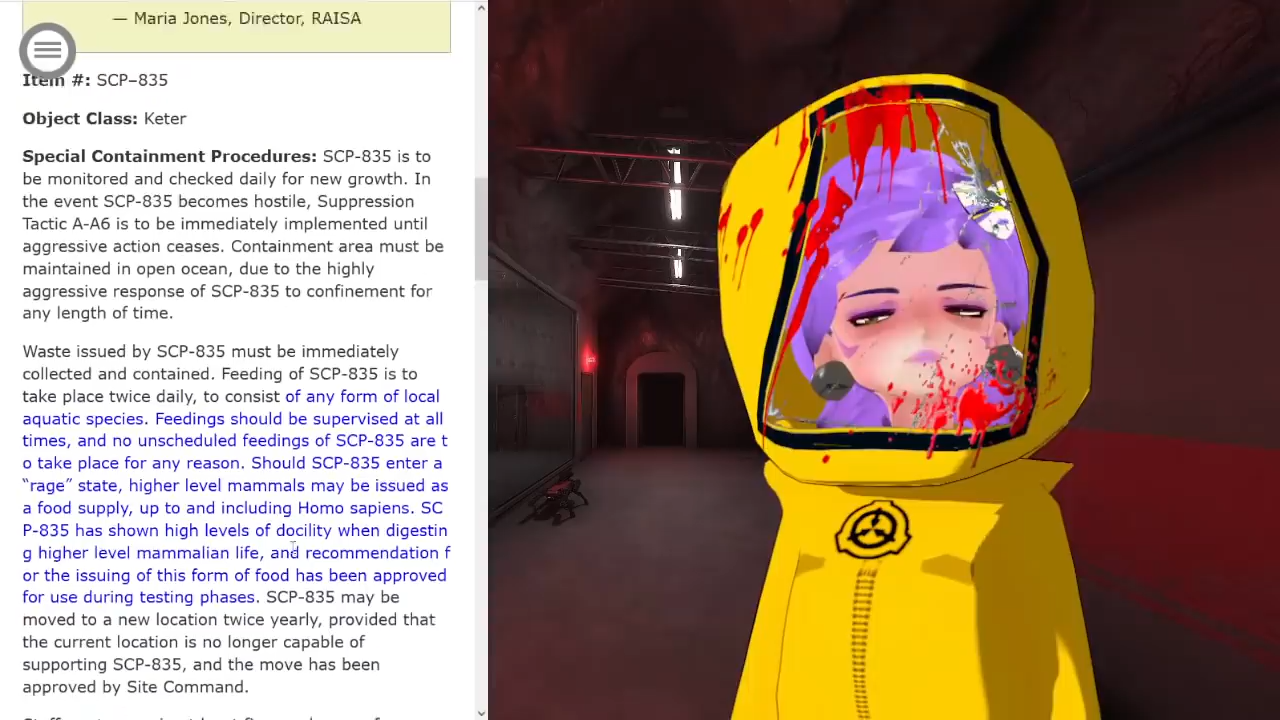 — Maria Jones, Director, RAISA
Item #: SCP–835
Object Class: Keter
Special Containment Procedures: SCP-835 is to
be monitored and checked daily for new growth. In
the event SCP-835 becomes hostile, Suppression
Tactic A-A6 is to be immediately implemented until
aggressive action ceases. Containment area must be
maintained in open ocean, due to the highly
aggressive response of SCP-835 to confinement for
any length of time.
Waste issued by SCP-835 must be immediately
collected and contained. Feeding of SCP-835 is to
take place twice daily, to consist of any form of local
aquatic species. Feedings should be supervised at all
times, and no unscheduled feedings of SCP-835 are t
o take place for any reason. Should SCP-835 enter a
“rage” state, higher level mammals may be issued as
a food supply, up to and including Homo sapiens. SC
P-835 has shown high levels of docility when digestin
g higher level mammalian life, and recommendation f
or the issuing of this form of food has been approved
for use during testing phases. SCP-835 may be
moved to a new location twice yearly, provided that
the current location is no longer capable of
supporting SCP-835, and the move has been
approved by Site Command.